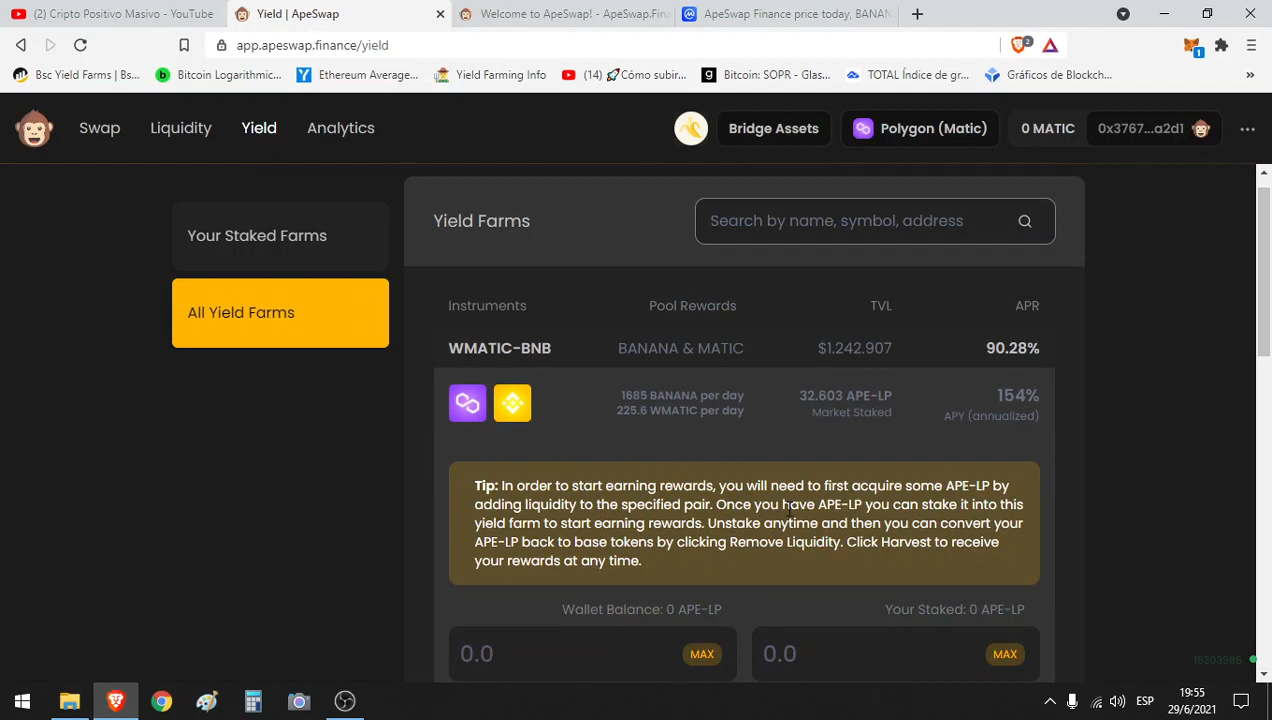 (2) Cripto Positivo Masivo - YouTube
Yield | ApeSwap
Welcome to ApeSwap! - ApeSwap.Fin
ApeSwap Finance price today, BANAN
app.apeswap.finance/yield
2
1
Bsc Yield Farms | Bs...
Bitcoin Logarithmic...
Ethereum Average...
Yield Farming Info
(14) 🚀Cómo subir...
Bitcoin: SOPR - Glas...
TOTAL Índice de gr...
Gráficos de Blockch...
Swap
Liquidity
Yield
Analytics
Bridge Assets
Polygon (Matic)
0 MATIC
0x3767...a2d1
Your Staked Farms
All Yield Farms
Yield Farms
Search by name, symbol, address
Instruments
Pool Rewards
TVL
APR
WMATIC-BNB
BANANA & MATIC
$1.242.907
90.28%
1685 BANANA per day
225.6 WMATIC per day
32.603 APE-LP
Market Staked
154%
APY (annualized)
Tip: In order to start earning rewards, you will need to first acquire some APE-LP by
adding liquidity to the specified pair. Once you have APE-LP you can stake it into this
yield farm to start earning rewards. Unstake anytime and then you can convert your
APE-LP back to base tokens by clicking Remove Liquidity. Click Harvest to receive
your rewards at any time.
Wallet Balance: 0 APE-LP
Your Staked: 0 APE-LP
0.0
MAX
0.0
MAX
ESP
19:55
29/6/2021